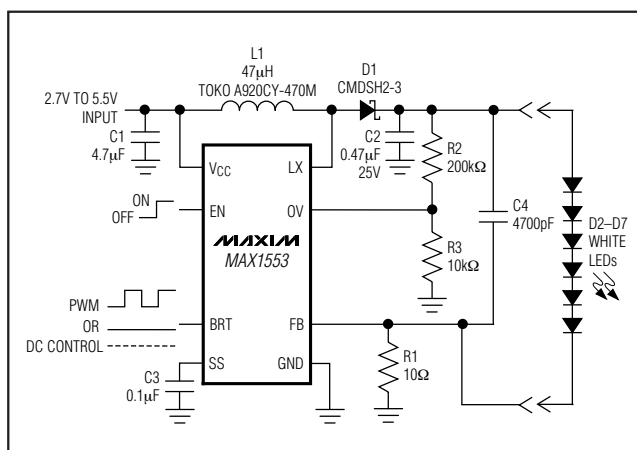 L1
47μH
TOKO A920CY-470M
D1
CMDSH2-3
2.7V TO 5.5V
INPUT
C1
4.7μF
C2
0.47μF
25V
R2
200kΩ
VCC
LX
ON
OFF
EN
OV
C4
4700pF
D2–D7
WHITE
LEDs
MAXIM
MAX1553
R3
10kΩ
PWM
OR
DC CONTROL
BRT
FB
SS
GND
R1
10Ω
C3
0.1μF